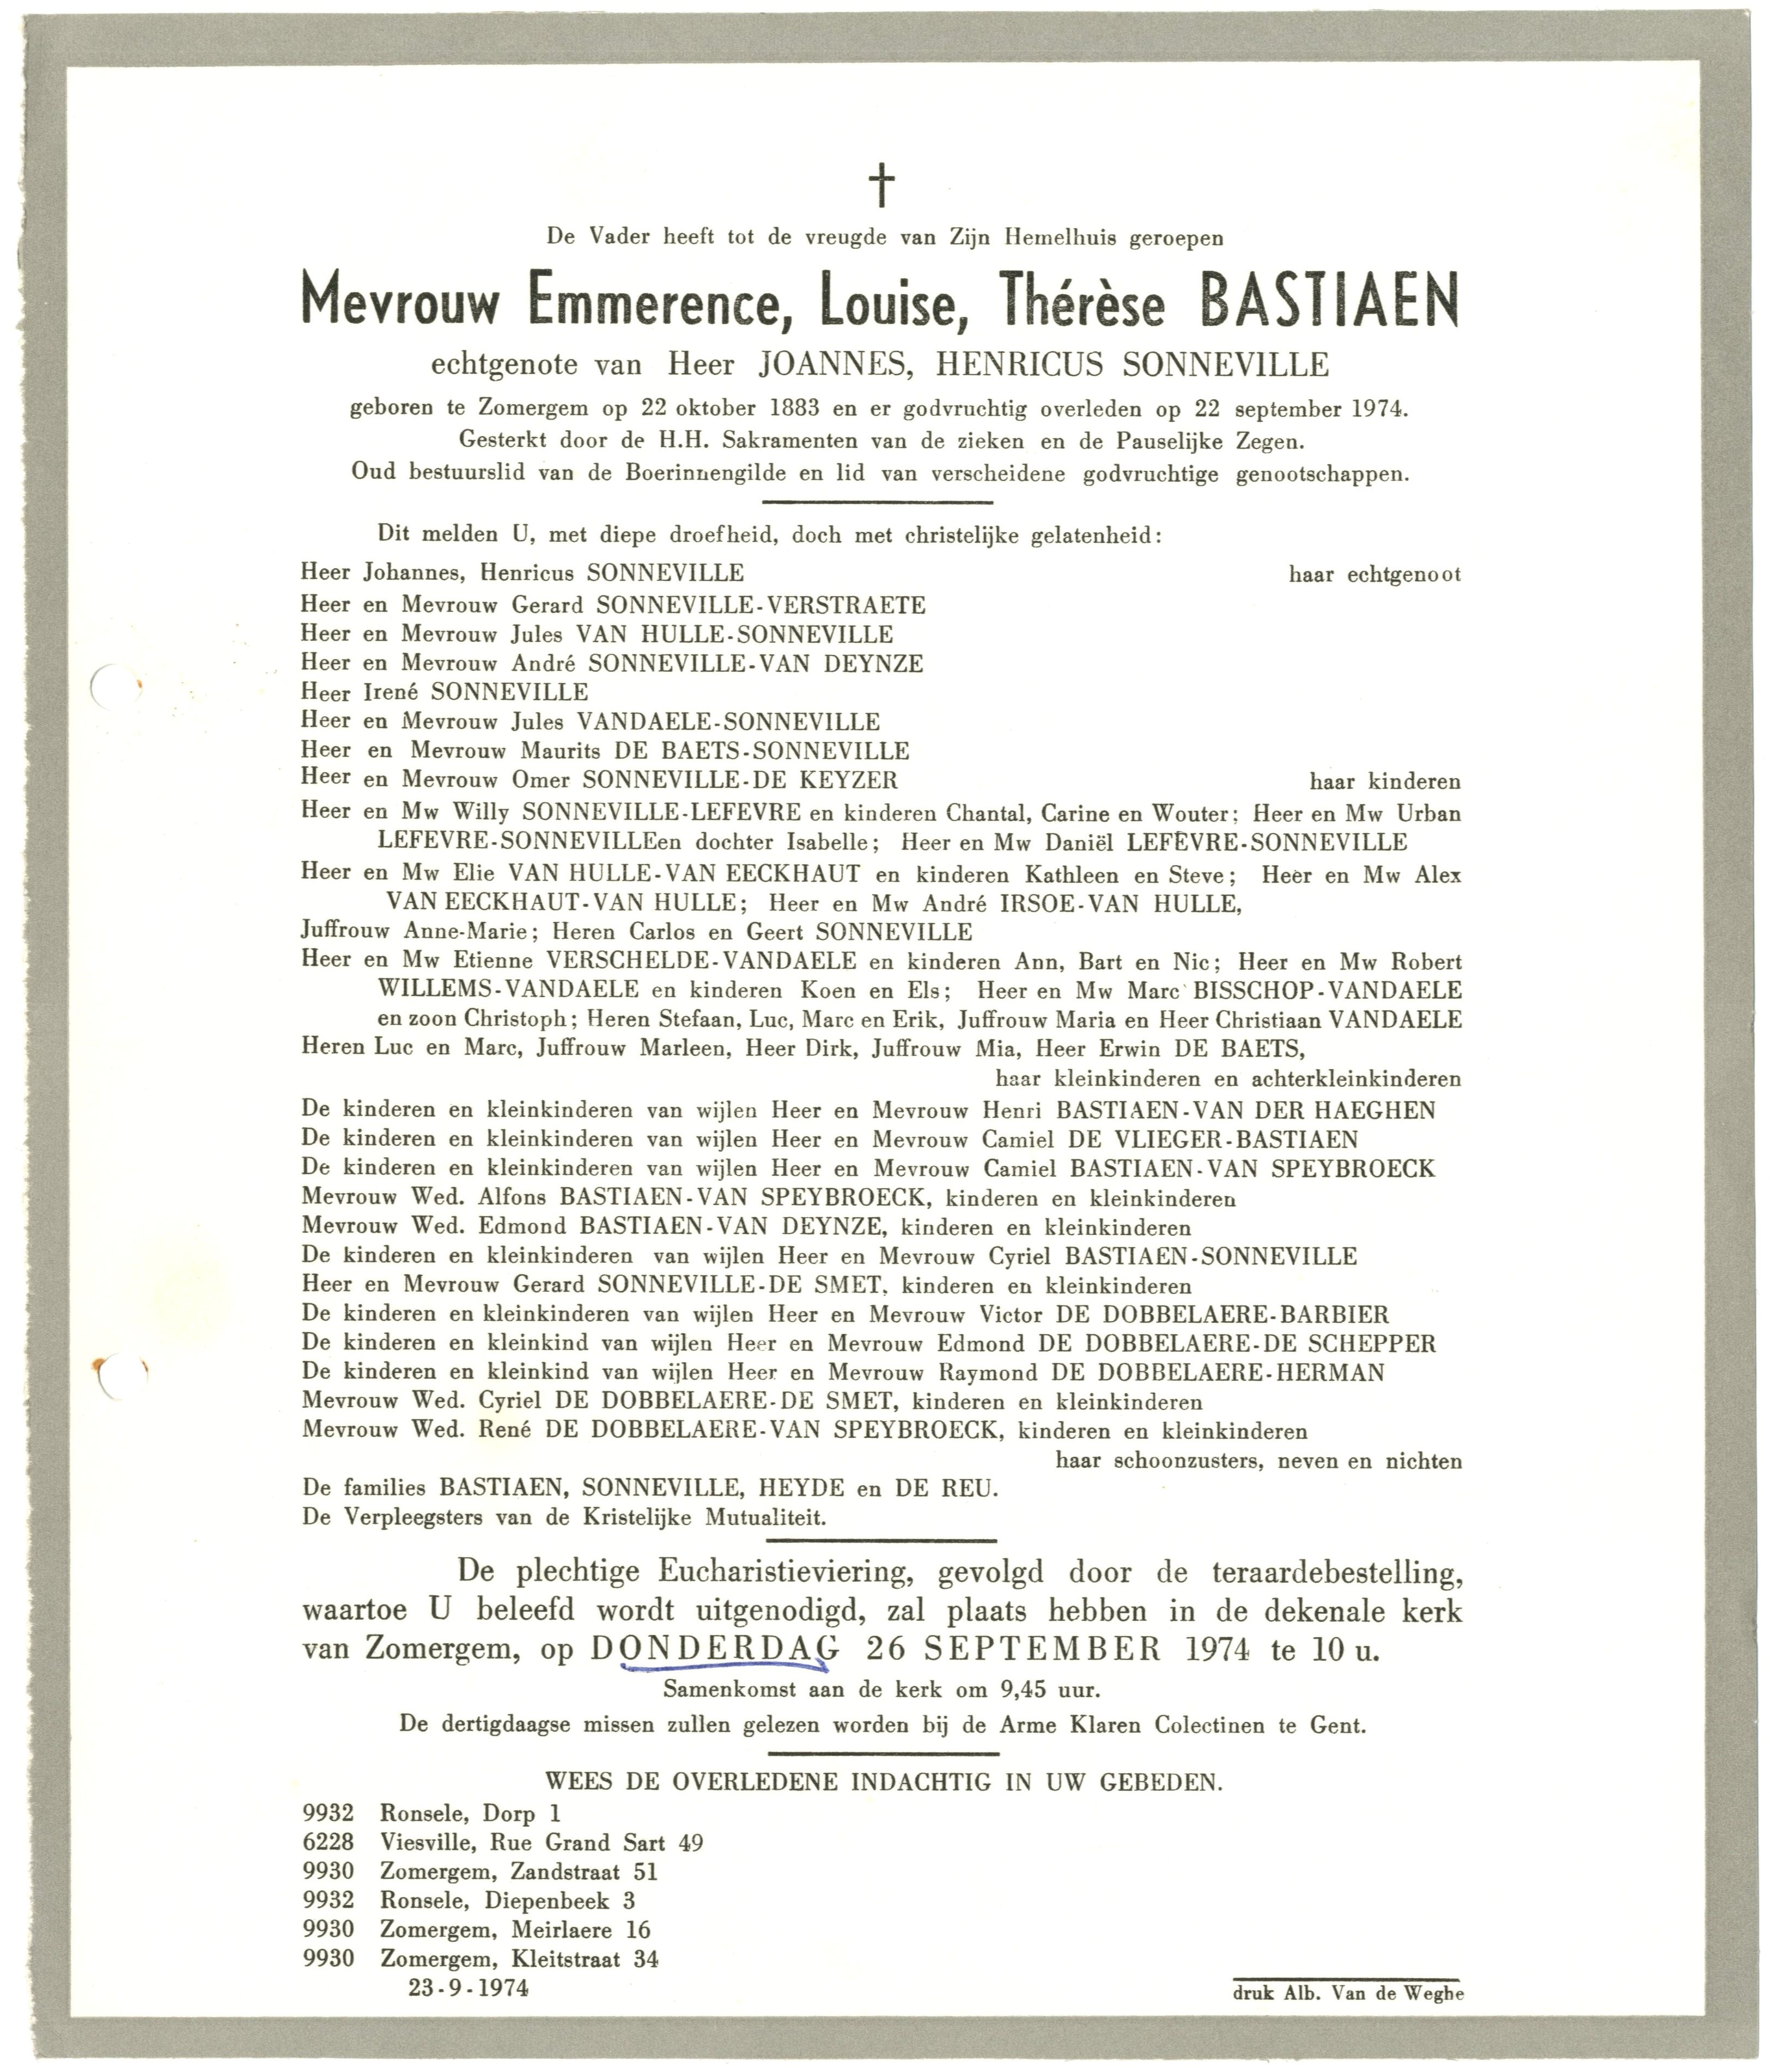 De Vader heeft tot de vreugde van Zijn Hemelhuis geroepen
Mevrouw Emmerence, Louise, Thérèse BASTIAEN
echtgenote van Heer JOANNES, HENRICUS SONNEVILLE
geboren te Zomergem op 22 oktober 1883 en er godvruchtig overleden op 22 september 1974.
Gesterkt door de H.H. Sakramenten van de zieken en de Pauselijke Zegen.
Oud bestuurslid van de Boerinnengilde en lid van verscheidene godvruchtige genootschappen.
Dit melden U, met diepe droefheid, doch met christelijke gelatenheid:
Heer Johannes, Henricus SONNEVILLE haar echtgenoot
Heer en Mevrouw Gerard SONNEVILLE-VERSTRAETE
Heer en Mevrouw Jules VAN HULLE-SONNEVILLE
Heer en Mevrouw André SONNEVILLE-VAN DEYNZE
Heer Irené SONNEVILLE
Heer en Mevrouw Jules VANDAELE-SONNEVILLE
Heer en Mevrouw Maurits DE BAETS-SONNEVILLE
Heer en Mevrouw Omer SONNEVILLE-DE KEYZER haar kinderen
Heer en Mw Willy SONNEVILLE-LEFEVRE en kinderen Chantal, Carine en Wouter; Heer en Mw Urban
LEFEVRE-SONNEVILLEen dochter Isabelle; Heer en Mw Daniël LEFEVRE-SONNEVILLE
Heer en Mw Elie VAN HULLE-VAN EECKHAUT en kinderen Kathleen en Steve; Heer en Mw Alex
VAN EECKHAUT-VAN HULLE; Heer en Mw André IRSOE-VAN HULLE,
Juffrouw Anne-Marie; Heren Carlos en Geert SONNEVILLE
Heer en Mw Etienne VERSCHELDE-VANDAELE en kinderen Ann, Bart en Nic; Heer en Mw Robert
WILLEMS-VANDAELE en kinderen Koen en Els; Heer en Mw Marc BISSCHOP-VANDAELE
en zoon Christoph; Heren Stefaan, Luc, Marc en Erik, Juffrouw Maria en Heer Christiaan VANDAELE
Heren Luc en Marc, Juffrouw Marleen, Heer Dirk, Juffrouw Mia, Heer Erwin DE BAETS,
haar kleinkinderen en achterkleinkinderen
De kinderen en kleinkinderen van wijlen Heer en Mevrouw Henri BASTIAEN-VAN DER HAEGHEN
De kinderen en kleinkinderen van wijlen Heer en Mevrouw Camiel DE VLIEGER-BASTIAEN
De kinderen en kleinkinderen van wijlen Heer en Mevrouw Camiel BASTIAEN-VAN SPEYBROECK
Mevrouw Wed. Alfons BASTIAEN-VAN SPEYBROECK, kinderen en kleinkinderen
Mevrouw Wed. Edmond BASTIAEN-VAN DEYNZE, kinderen en kleinkinderen
De kinderen en kleinkinderen van wijlen Heer en Mevrouw Cyriel BASTIAEN-SONNEVILLE
Heer en Mevrouw Gerard SONNEVILLE-DE SMET, kinderen en kleinkinderen
De kinderen en kleinkinderen van wijlen Heer en Mevrouw Victor DE DOBBELAERE-BARBIER
De kinderen en kleinkind van wijlen Heer en Mevrouw Edmond DE DOBBELAERE-DE SCHEPPER
De kinderen en kleinkind van wijlen Heer en Mevrouw Raymond DE DOBBELAERE-HERMAN
Mevrouw Wed. Cyriel DE DOBBELAERE-DE SMET, kinderen en kleinkinderen
Mevrouw Wed. René DE DOBBELAERE-VAN SPEYBROECK, kinderen en kleinkinderen
haar schoonzusters, neven en nichten
De families BASTIAEN, SONNEVILLE, HEYDE en DE REU.
De Verpleegsters van de Kristelijke Mutualiteit.
De plechtige Eucharistieviering, gevolgd door de teraardebestelling,
waartoe U beleefd wordt uitgenodigd, zal plaats hebben in de dekenale kerk
van Zomergem, op DONDERDAG 26 SEPTEMBER 1974 te 10 u.
Samenkomst aan de kerk om 9,45 uur.
De dertigdaagse missen zullen gelezen worden bij de Arme Klaren Colectinen te Gent.
WEES DE OVERLEDENE INDACHTIG IN UW GEBEDEN.
9932 Ronsele, Dorp 1
6228 Viesville, Rue Grand Sart 49
9930 Zomergem, Zandstraat 51
9932 Ronsele, Diepenbeek 3
9930 Zomergem, Meirlaere 16
9930 Zomergem, Kleitstraat 34
23-9-1974
druk Alb. Van de Weghe